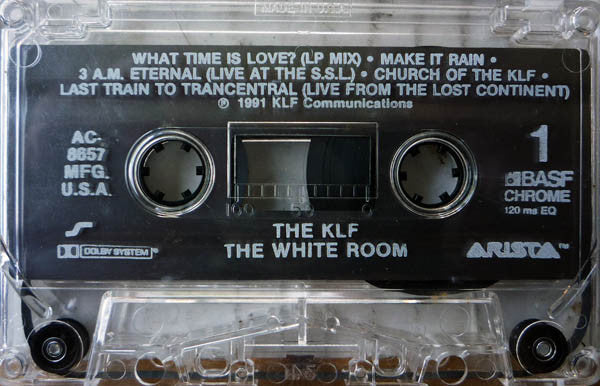 WHAT TIME IS LOVE? (LP MIX) • MAKE IT RAIN •
3 A.M. ETERNAL (LIVE AT THE S.S.L.) • CHURCH OF THE KLF •
LAST TRAIN TO TRANCENTRAL (LIVE FROM THE LOST CONTINENT)
℗ 1991 KLF Communications
AC-
8657
MFG.
U.S.A.
1
BASF
CHROME
120 ms EQ
DOLBY SYSTEM®
THE KLF
THE WHITE ROOM
ARISTA™